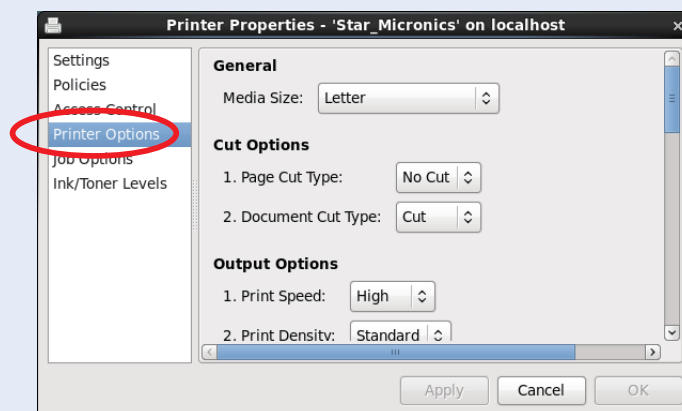 Printer Properties - 'Star_Micronics' on localhost
Settings
Policies
Access Control
Printer Options
Job Options
Ink/Toner Levels
General
Media Size: Letter
Cut Options
1. Page Cut Type: No Cut
2. Document Cut Type: Cut
Output Options
1. Print Speed: High
2. Print Density: Standard
Apply Cancel OK